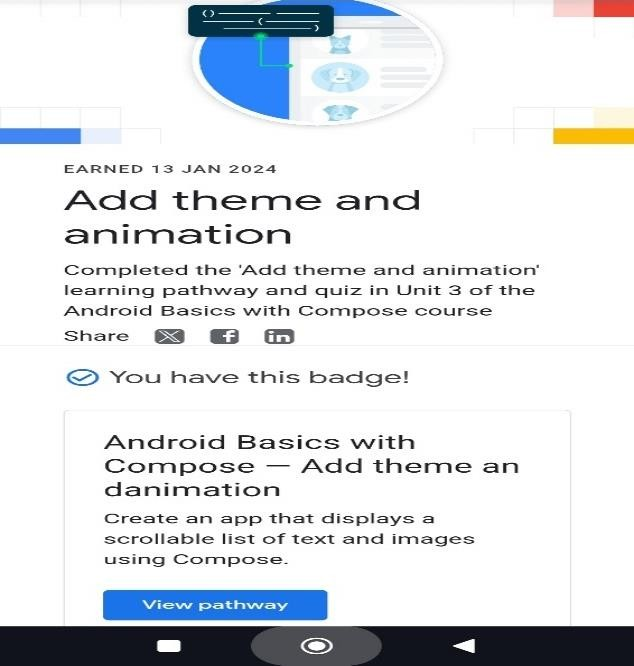 EARNED 13 JAN 2024
Add theme and
animation
Completed the 'Add theme and animation'
learning pathway and quiz in Unit 3 of the
Android Basics with Compose course
Share
You have this badge!
Android Basics with
Compose — Add theme an
danimation
Create an app that displays a
scrollable list of text and images
using Compose.
View pathway